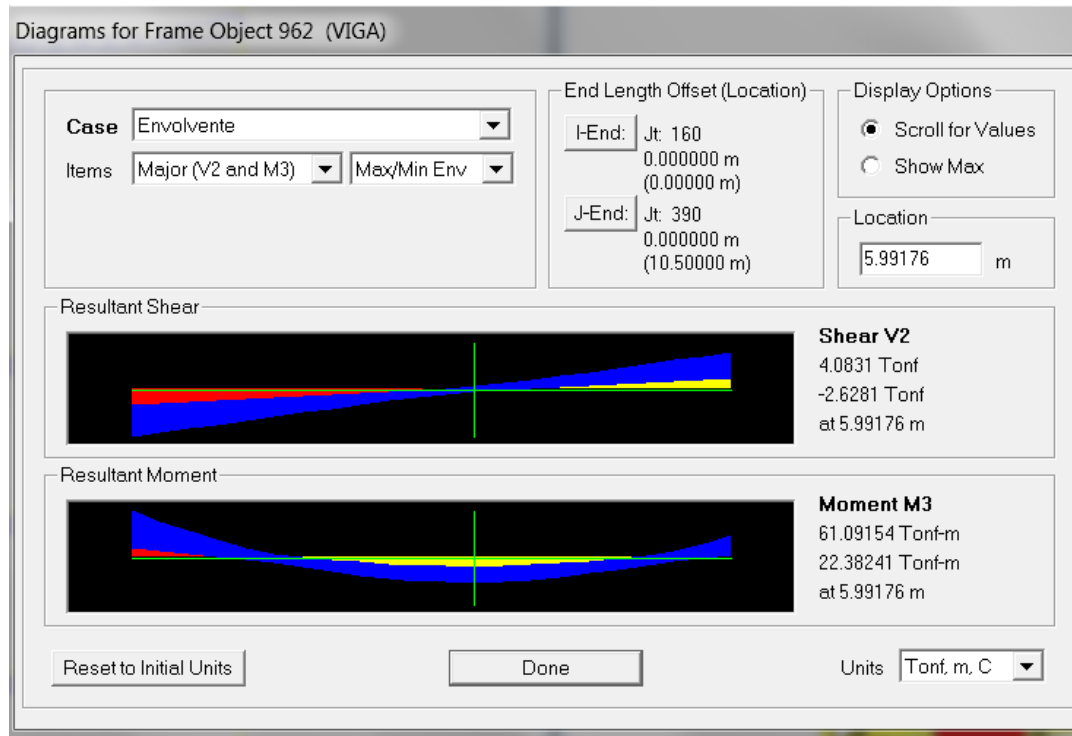 Diagrams for Frame Object 962 (VIGA)
Case Envolvente
Items Major (V2 and M3) Max/Min Env
End Length Offset (Location)
I-End: Jt: 160
0.000000 m
(0.00000 m)
J-End: Jt: 390
0.000000 m
(10.50000 m)
Display Options
Scroll for Values
Show Max
Location
5.99176 m
Resultant Shear
Shear V2
4.0831 Tonf
-2.6281 Tonf
at 5.99176 m
Resultant Moment
Moment M3
61.09154 Tonf-m
22.38241 Tonf-m
at 5.99176 m
Reset to Initial Units
Done
Units Tonf, m, C